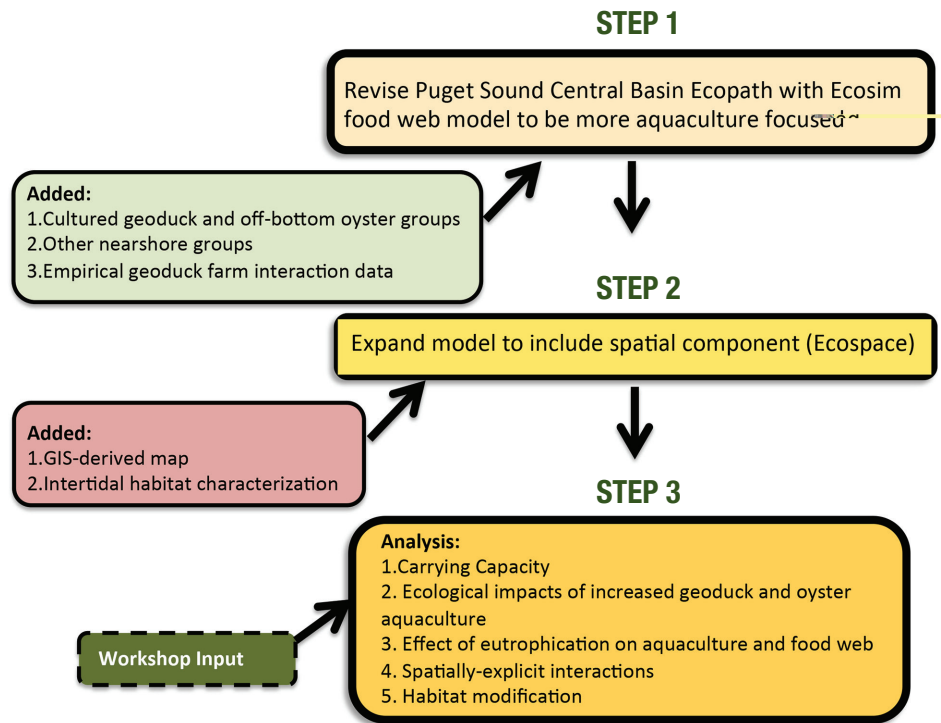 STEP 1
Revise Puget Sound Central Basin Ecopath with Ecosim
food web model to be more aquaculture focused
Added:
1.Cultured geoduck and off-bottom oyster groups
2.Other nearshore groups
3.Empirical geoduck farm interaction data
STEP 2
Expand model to include spatial component (Ecospace)
Added:
1.GIS-derived map
2.Intertidal habitat characterization
STEP 3
Analysis:
1.Carrying Capacity
2. Ecological impacts of increased geoduck and oyster
aquaculture
3. Effect of eutrophication on aquaculture and food web
4. Spatially-explicit interactions
5. Habitat modification
Workshop Input